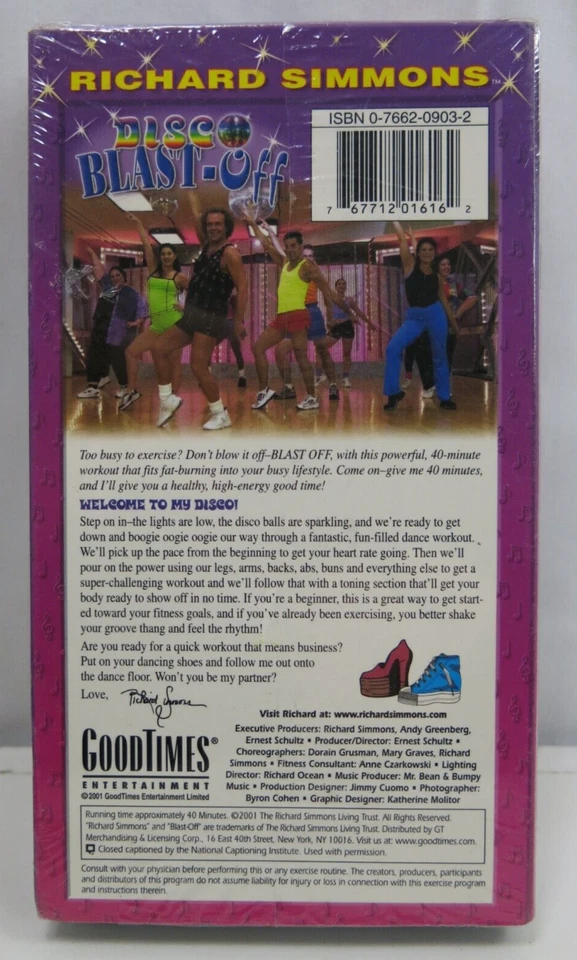 RICHARD SIMMONS™
DISCO
BLAST-Off
ISBN 0-7662-0903-2
7 67712 01616 2
Too busy to exercise? Don't blow it off–BLAST OFF, with this powerful, 40-minute
workout that fits fat-burning into your busy lifestyle. Come on–give me 40 minutes,
and I'll give you a healthy, high-energy good time!
WELCOME TO MY DISCO!
Step on in–the lights are low, the disco balls are sparkling, and we're ready to get
down and boogie oogie oogie our way through a fantastic, fun-filled dance workout.
We'll pick up the pace from the beginning to get your heart rate going. Then we'll
pour on the power using our legs, arms, backs, abs, buns and everything else to get a
super-challenging workout and we'll follow that with a toning section that'll get your
body ready to show off in no time. If you're a beginner, this is a great way to get start-
ed toward your fitness goals, and if you've already been exercising, you better shake
your groove thang and feel the rhythm!
Are you ready for a quick workout that means business?
Put on your dancing shoes and follow me out onto
the dance floor. Won't you be my partner?
Love, Richard Simmons
Visit Richard at: www.richardsimmons.com
GOODTIMES®
ENTERTAINMENT
©2001 GoodTimes Entertainment Limited
Executive Producers: Richard Simmons, Andy Greenberg,
Ernest Schultz • Producer/Director: Ernest Schultz •
Choreographers: Dorain Grusman, Mary Graves, Richard
Simmons • Fitness Consultant: Anne Czarkowski • Lighting
Director: Richard Ocean • Music Producer: Mr. Bean & Bumpy
Music • Production Designer: Jimmy Cuomo • Photographer:
Byron Cohen • Graphic Designer: Katherine Molitor
Running time approximately 40 Minutes. ©2001 The Richard Simmons Living Trust. All Rights Reserved.
"Richard Simmons" and "Blast-Off" are trademarks of The Richard Simmons Living Trust. Distributed by GT
Merchandising & Licensing Corp., 16 East 40th Street, New York, NY 10016. Visit us at: www.goodtimes.com.
Closed captioned by the National Captioning Institute. Used with permission.
Consult with your physician before performing this or any exercise routine. The creators, producers, participants
and distributors of this program do not assume liability for injury or loss in connection with this exercise program
and instructions therein.